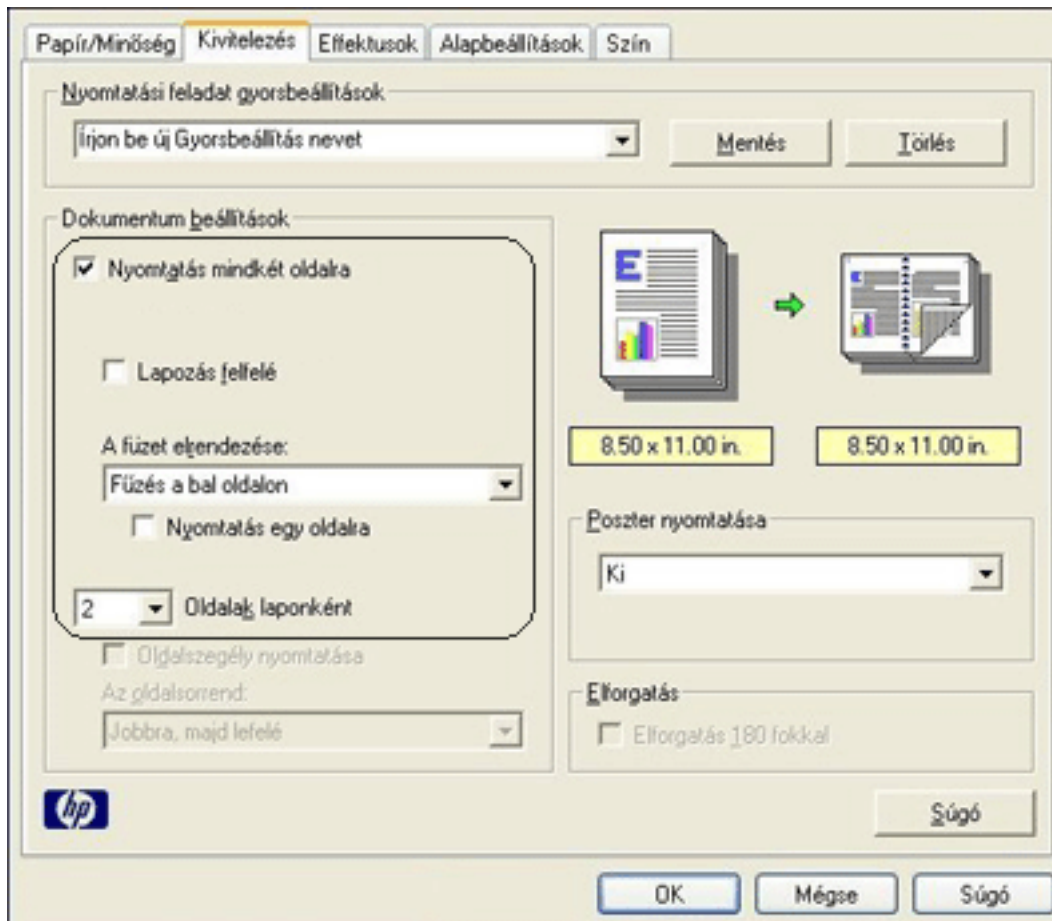 Papír/Minőség Kivitelezés Effektusok Alapbeállítások Szín
Nyomtatási feladat gyorsbeállítások
Írjon be új Gyorsbeállítás nevet Mentés Törlés
Dokumentum beállítások
Nyomtatás mindkét oldalra
Lapozás felfelé
A füzet elrendezése:
8.50 x 11.00 in. 8.50 x 11.00 in.
Fűzés a bal oldalon
Nyomtatás egy oldalra
Poszter nyomtatása
Ki
2 Oldalak laponként
Oldalszegély nyomtatása
Az oldalsorrend:
Jobbra, majd lefelé
Elforgatás
Elforgatás 180 fokkal
hp
Súgó
OK Mégse Súgó